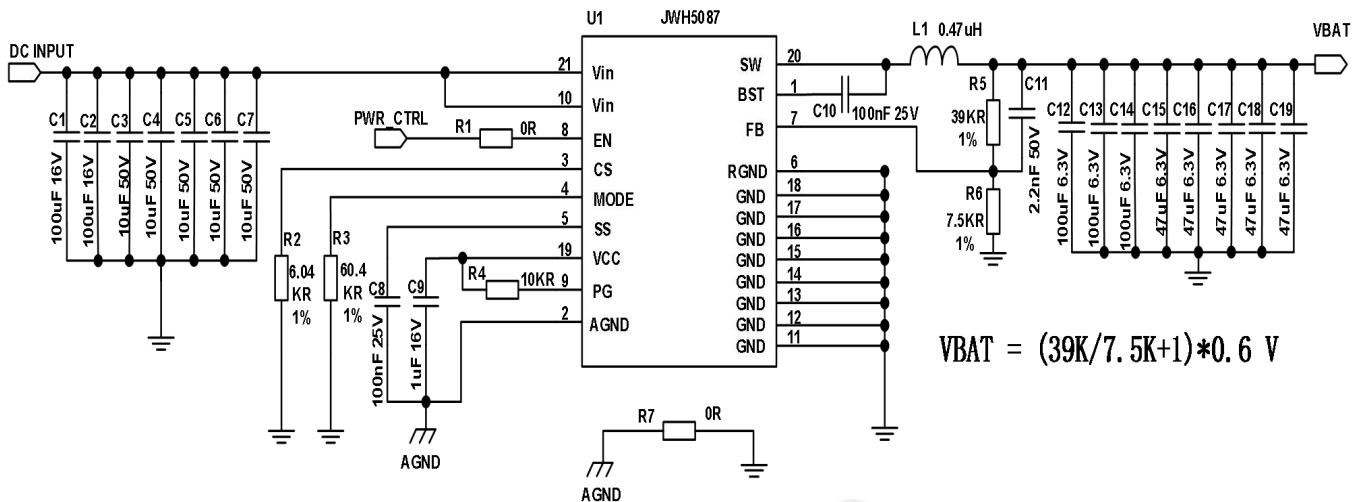 U1 JWH5087
DC INPUT
VBAT
L1 0.47uH
21 Vin
10 Vin
8 EN
3 CS
4 MODE
5 SS
19 VCC
9 PG
2 AGND
SW 20
BST 1
FB 7
RGND 6
GND 18
GND 17
GND 16
GND 15
GND 14
GND 13
GND 12
GND 11
PWR_CTRL
R1 0R
C1 100uF 16V
C2 100uF 16V
C3 10uF 50V
C4 10uF 50V
C5 10uF 50V
C6 10uF 50V
C7 10uF 50V
R2
6.04
KR
1%
R3
60.4
KR
1%
C8 100nF 25V
C9 1uF 16V
R4 10KR
AGND
C10 100nF 25V
R5
39KR
1%
C11 2.2nF 50V
R6
7.5KR
1%
C12 100uF 6.3V
C13 100uF 6.3V
C14 100uF 6.3V
C15 47uF 6.3V
C16 47uF 6.3V
C17 47uF 6.3V
C18 47uF 6.3V
C19 47uF 6.3V
VBAT = (39K/7.5K+1)*0.6 V
R7 0R
AGND